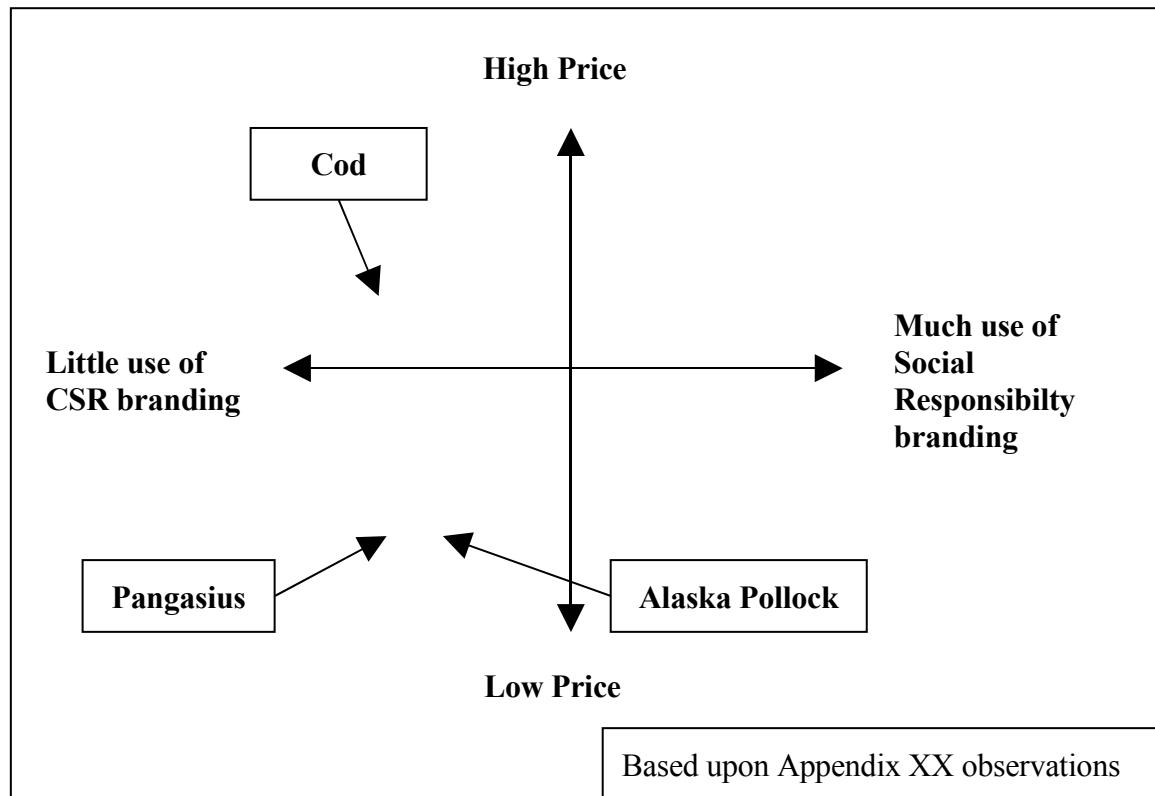 High Price
Cod
Little use of
CSR branding
Much use of
Social
Responsibilty
branding
Pangasius
Alaska Pollock
Low Price
Based upon Appendix XX observations